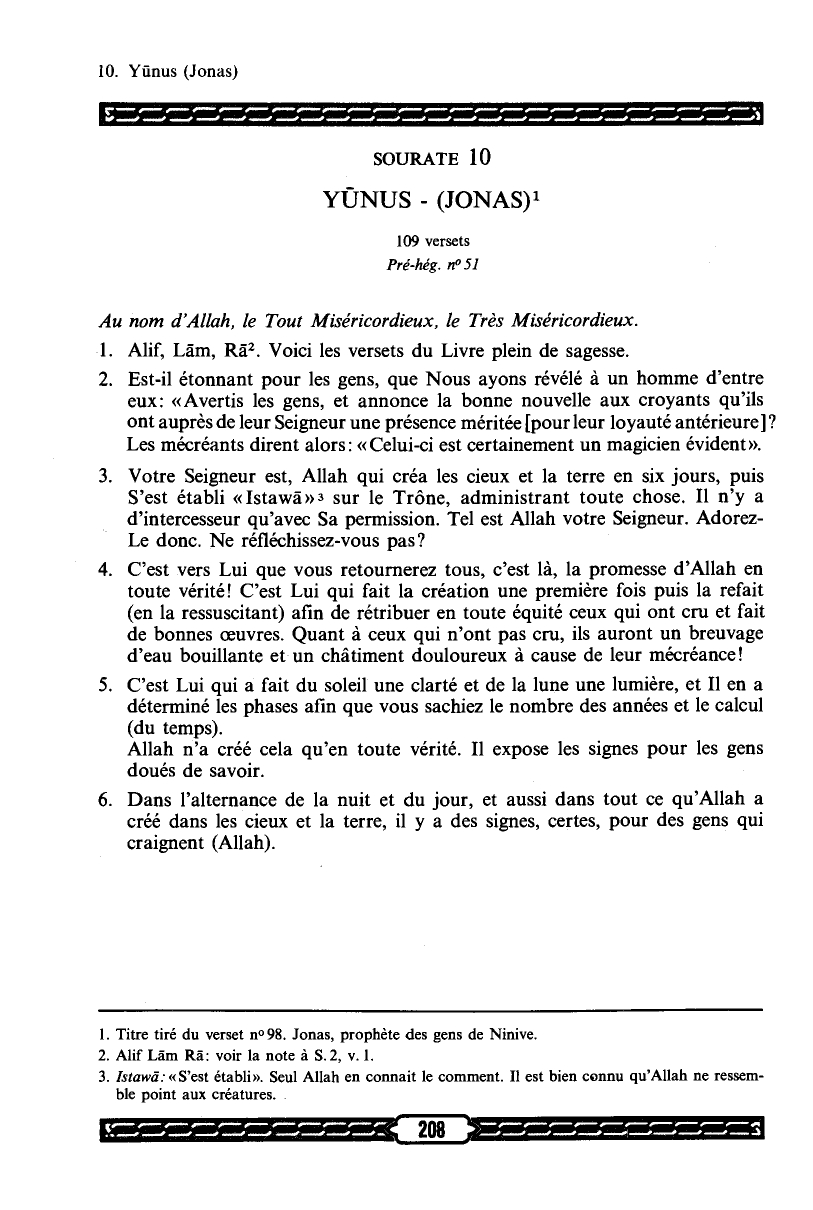 10. Yūnus (Jonas)
SOURATE 10
YŪNUS - (JONAS)¹
109 versets
Pré-hég. nº 51
Au nom d'Allah, le Tout Miséricordieux, le Très Miséricordieux.
1. Alif, Lām, Rā². Voici les versets du Livre plein de sagesse.
2. Est-il étonnant pour les gens, que Nous ayons révélé à un homme d'entre
eux: «Avertis les gens, et annonce la bonne nouvelle aux croyants qu'ils
ont auprès de leur Seigneur une présence méritée [pour leur loyauté antérieure]?
Les mécréants dirent alors: «Celui-ci est certainement un magicien évident».
3. Votre Seigneur est, Allah qui créa les cieux et la terre en six jours, puis
S'est établi «Istawā»³ sur le Trône, administrant toute chose. Il n'y a
d'intercesseur qu'avec Sa permission. Tel est Allah votre Seigneur. Adorez-
Le donc. Ne réfléchissez-vous pas?
4. C'est vers Lui que vous retournerez tous, c'est là, la promesse d'Allah en
toute vérité! C'est Lui qui fait la création une première fois puis la refait
(en la ressuscitant) afin de rétribuer en toute équité ceux qui ont cru et fait
de bonnes œuvres. Quant à ceux qui n'ont pas cru, ils auront un breuvage
d'eau bouillante et un châtiment douloureux à cause de leur mécréance!
5. C'est Lui qui a fait du soleil une clarté et de la lune une lumière, et Il en a
déterminé les phases afin que vous sachiez le nombre des années et le calcul
(du temps).
Allah n'a créé cela qu'en toute vérité. Il expose les signes pour les gens
doués de savoir.
6. Dans l'alternance de la nuit et du jour, et aussi dans tout ce qu'Allah a
créé dans les cieux et la terre, il y a des signes, certes, pour des gens qui
craignent (Allah).
1. Titre tiré du verset nº 98. Jonas, prophète des gens de Ninive.
2. Alif Lām Rā: voir la note à S. 2, v. 1.
3. Istawā: «S'est établi». Seul Allah en connait le comment. Il est bien connu qu'Allah ne ressem-
ble point aux créatures.
208